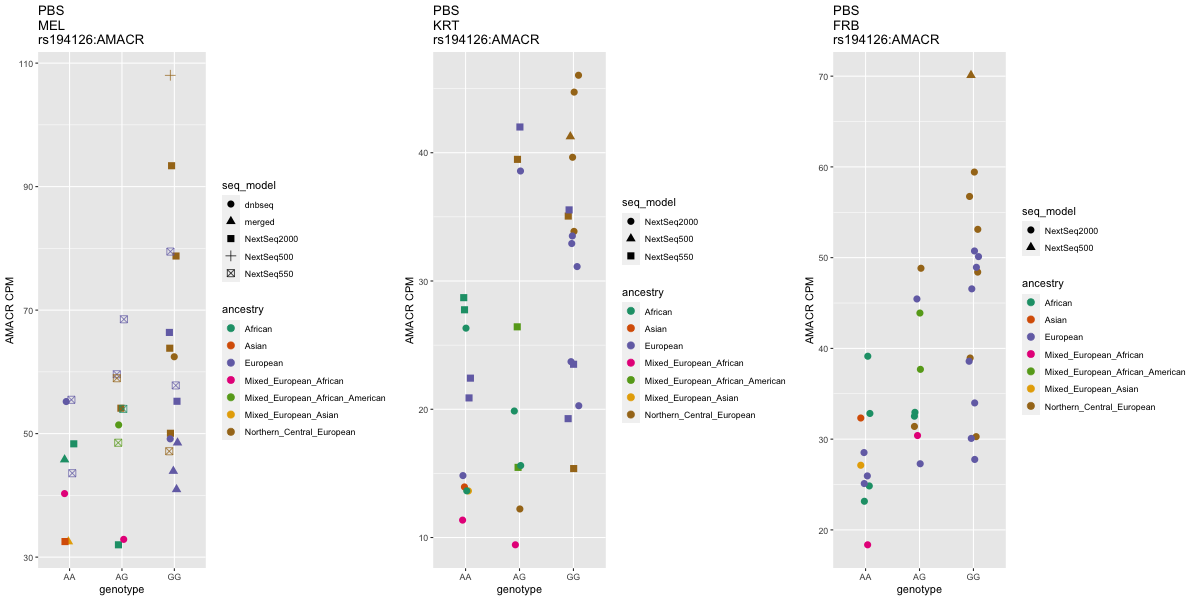 PBS
MEL
rs194126:AMACR
110
90
70
50
30
AMACR CPM
AA
AG
GG
genotype
seq_model
dnbseq
merged
NextSeq2000
NextSeq500
NextSeq550
ancestry
African
Asian
European
Mixed_European_African
Mixed_European_African_American
Mixed_European_Asian
Northern_Central_European
PBS
KRT
rs194126:AMACR
40
30
20
10
AMACR CPM
AA
AG
GG
genotype
seq_model
NextSeq2000
NextSeq500
NextSeq550
ancestry
African
Asian
European
Mixed_European_African
Mixed_European_African_American
Mixed_European_Asian
Northern_Central_European
PBS
FRB
rs194126:AMACR
70
60
50
40
30
20
AMACR CPM
AA
AG
GG
genotype
seq_model
NextSeq2000
NextSeq500
ancestry
African
Asian
European
Mixed_European_African
Mixed_European_African_American
Mixed_European_Asian
Northern_Central_European